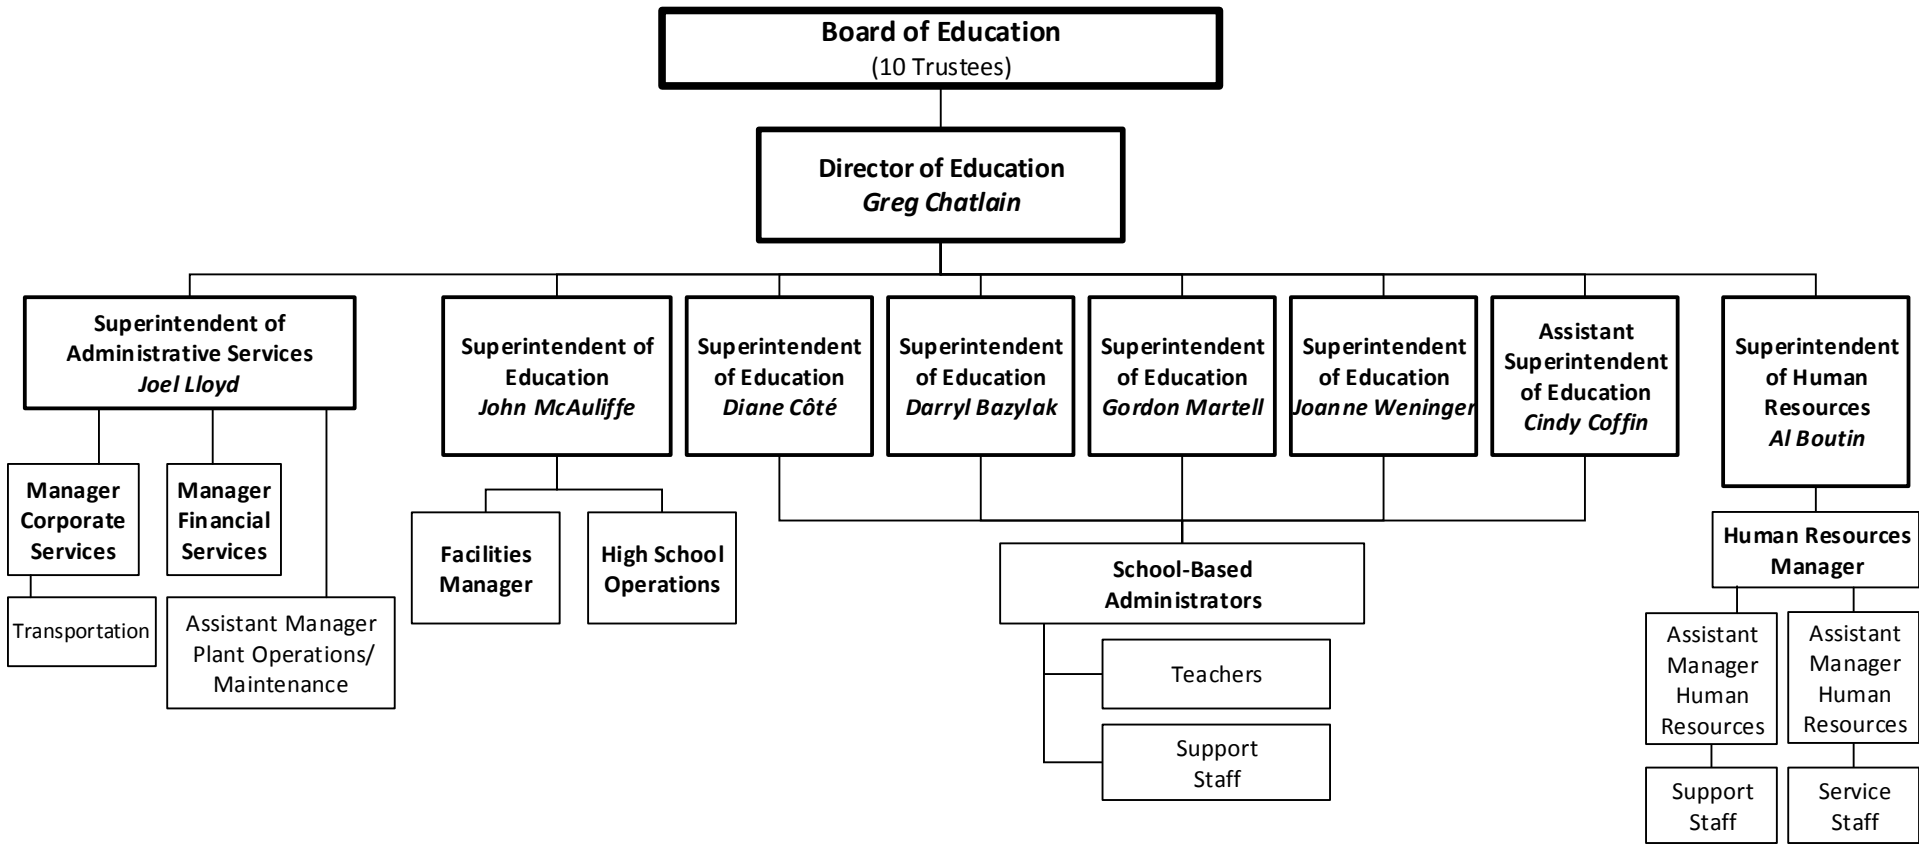 Board of Education
(10 Trustees)
Director of Education
Greg Chatlain
Superintendent of
Administrative Services
Joel Lloyd
Superintendent of
Education
John McAuliffe
Superintendent
of Education
Diane Côté
Superintendent
of Education
Darryl Bazylak
Superintendent
of Education
Gordon Martell
Superintendent
of Education
Joanne Weninger
Assistant
Superintendent
of Education
Cindy Coffin
Superintendent
of Human
Resources
Al Boutin
Manager
Corporate
Services
Manager
Financial
Services
Facilities
Manager
High School
Operations
School-Based
Administrators
Human Resources
Manager
Transportation
Assistant Manager
Plant Operations/
Maintenance
Teachers
Support
Staff
Assistant
Manager
Human
Resources
Assistant
Manager
Human
Resources
Support
Staff
Service
Staff